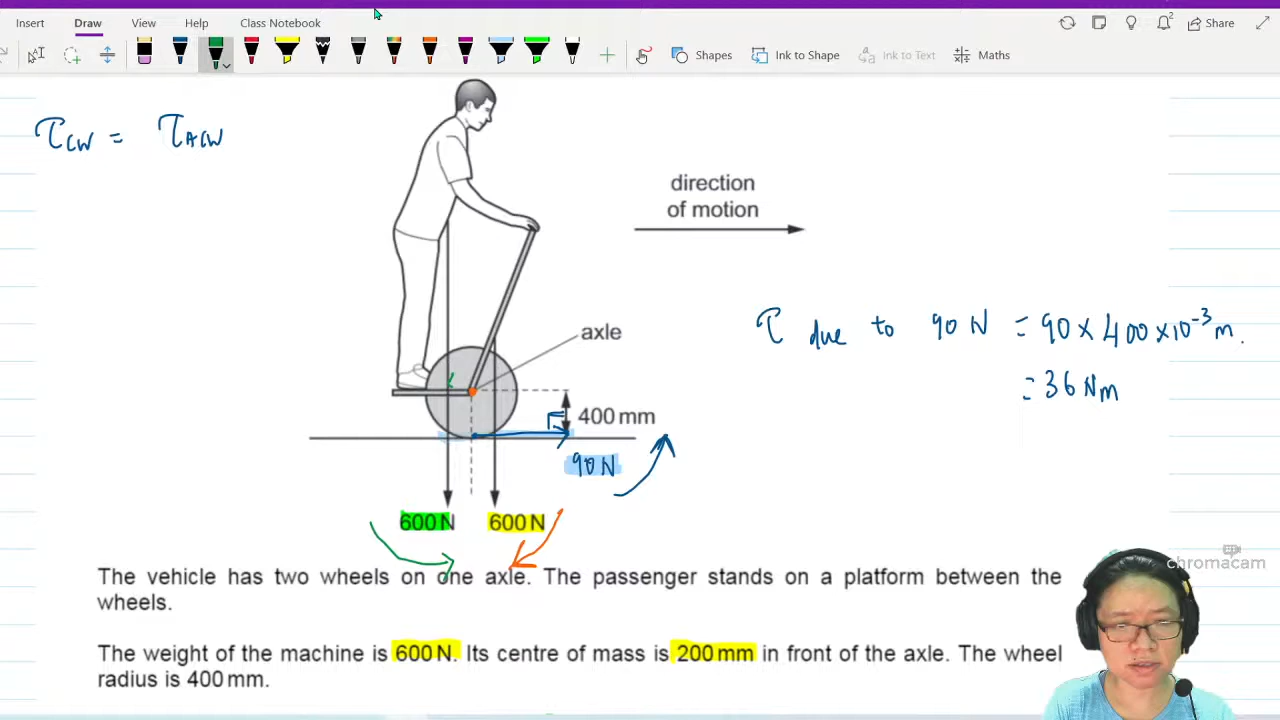 Insert Draw View Help Class Notebook Share
Shapes Ink to Shape Ink to Text Maths
τCW = τACW
direction
of motion
τ due to 90 N = 90 × 400 × 10⁻³ m.
= 36 Nm
axle
400 mm
90 N
600 N 600 N
chromacam
The vehicle has two wheels on one axle. The passenger stands on a platform between the
wheels.
The weight of the machine is 600 N. Its centre of mass is 200 mm in front of the axle. The wheel
radius is 400 mm.